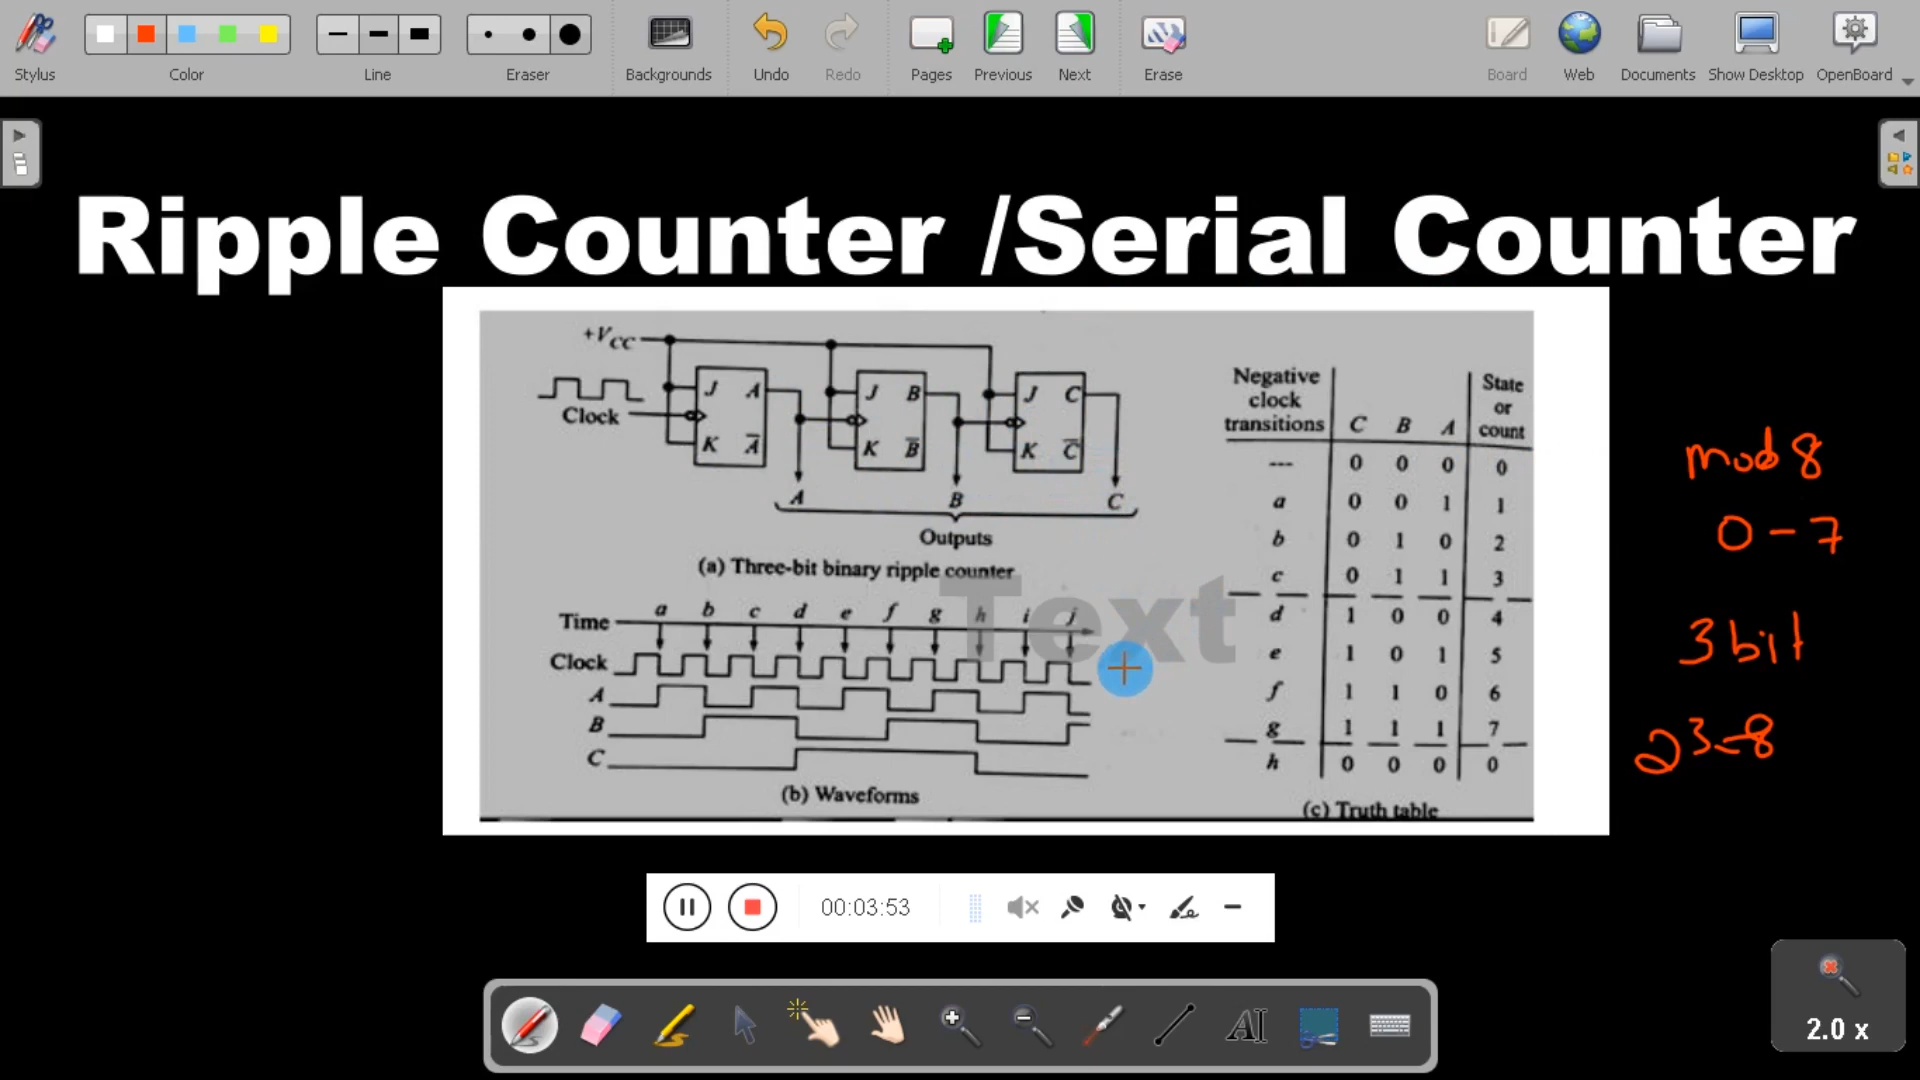 Stylus
Color
Line
Eraser
Backgrounds
Undo
Redo
Pages
Previous
Next
Erase
Board
Web
Documents
Show Desktop
OpenBoard
Ripple Counter /Serial Counter
+VCC
Clock
J A
K A̅
J B
K B̅
J C
K C̅
A B C
Outputs
(a) Three-bit binary ripple counter
Time a b c d e f g h i j
Clock
A
B
C
(b) Waveforms
Text
Negative clock transitions C B A State or count
--- 0 0 0 0
a 0 0 1 1
b 0 1 0 2
c 0 1 1 3
d 1 0 0 4
e 1 0 1 5
f 1 1 0 6
g 1 1 1 7
h 0 0 0 0
(c) Truth table
mod 8
0 - 7
3 bit
2³-8
00:03:53
AI
2.0 x